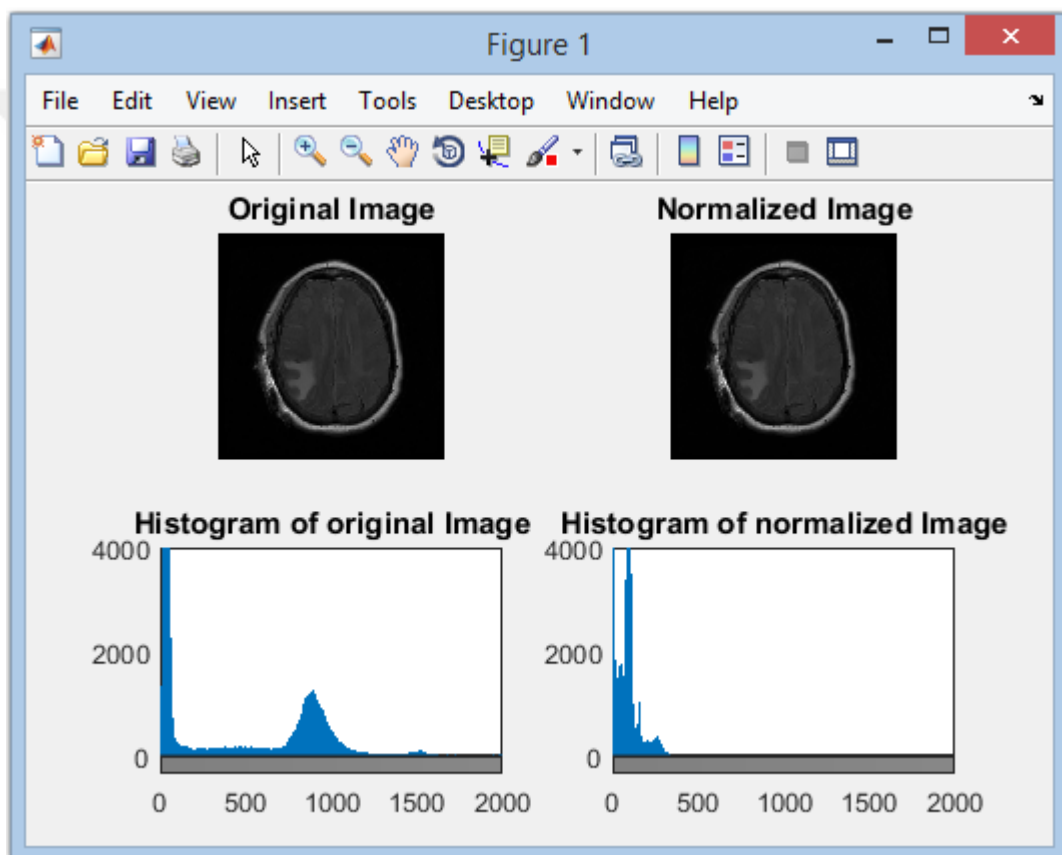 Figure 1
File Edit View Insert Tools Desktop Window Help
Original Image
Normalized Image
Histogram of original Image
Histogram of normalized Image
4000
2000
0
0 500 1000 1500 2000
4000
2000
0
0 500 1000 1500 2000